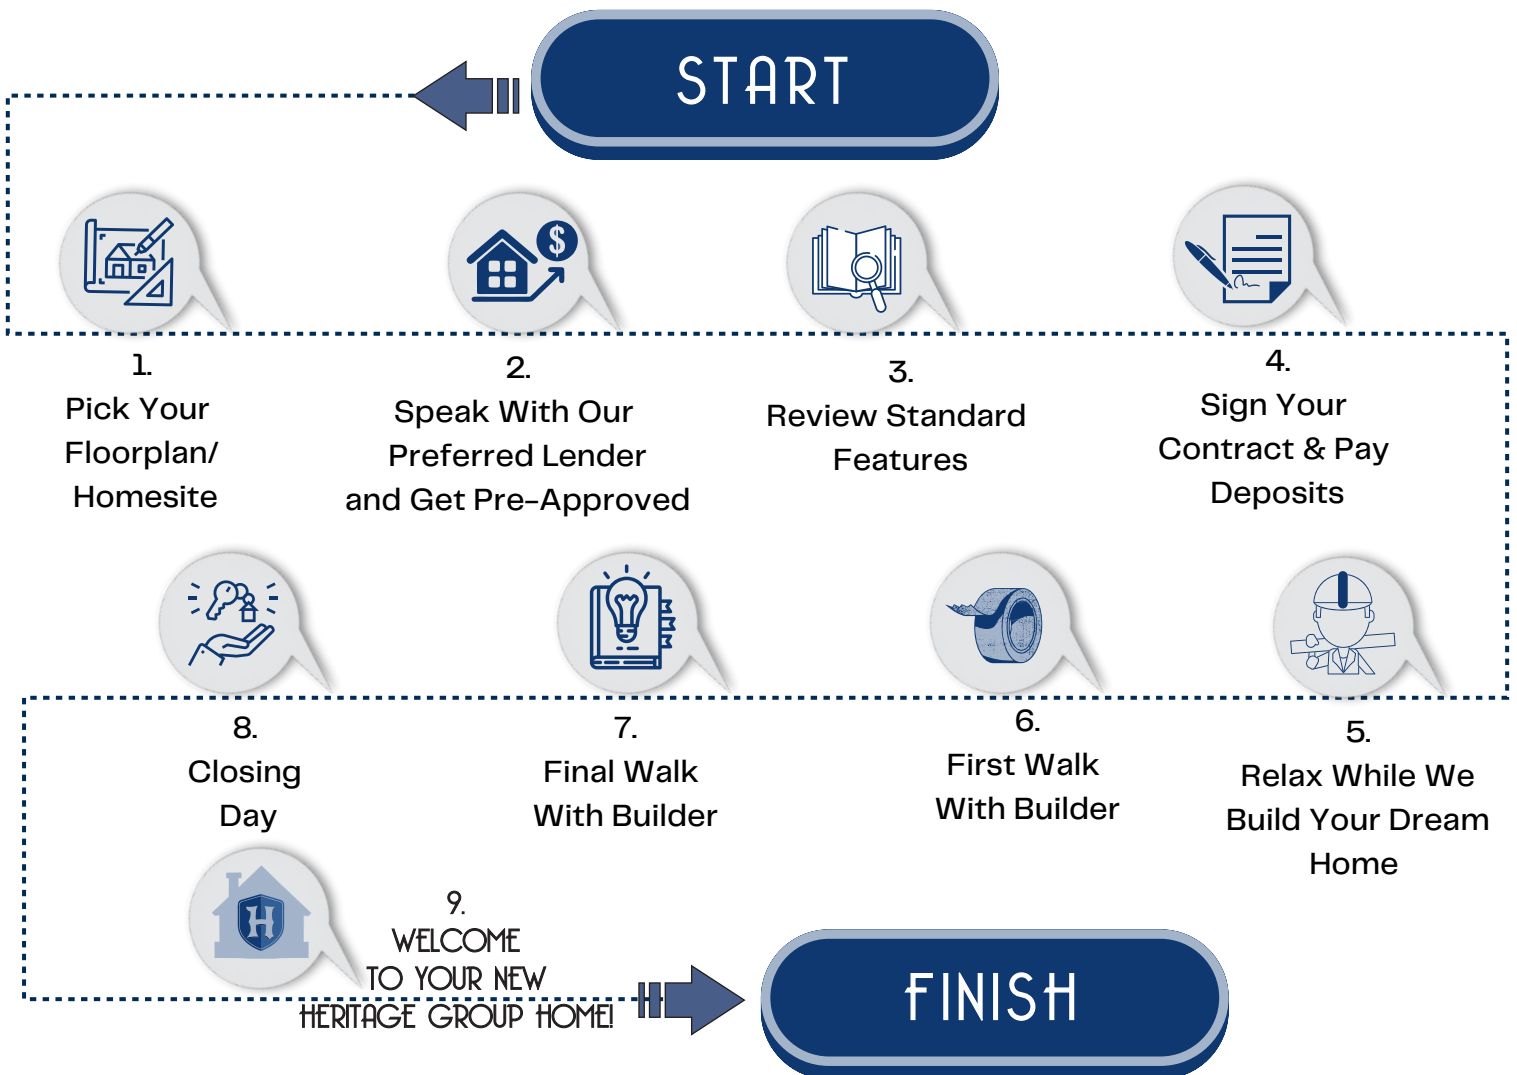 START
1.
Pick Your
Floorplan/
Homesite
2.
Speak With Our
Preferred Lender
and Get Pre-Approved
3.
Review Standard
Features
4.
Sign Your
Contract & Pay
Deposits
5.
Relax While We
Build Your Dream
Home
6.
First Walk
With Builder
7.
Final Walk
With Builder
8.
Closing
Day
H
9.
WELCOME
TO YOUR NEW
HERITAGE GROUP HOME!
FINISH